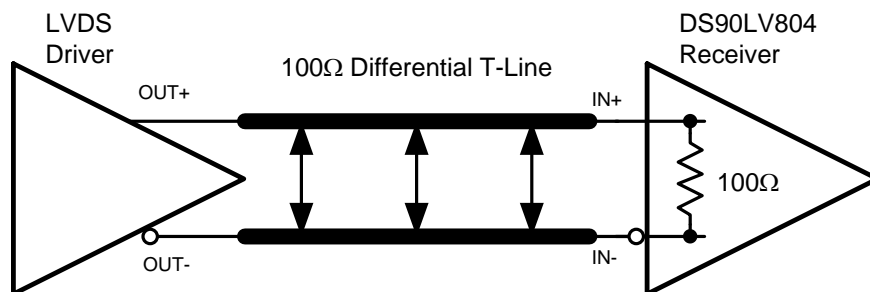 LVDS
Driver
DS90LV804
Receiver
100Ω Differential T-Line
OUT+
IN+
100Ω
OUT-
IN-